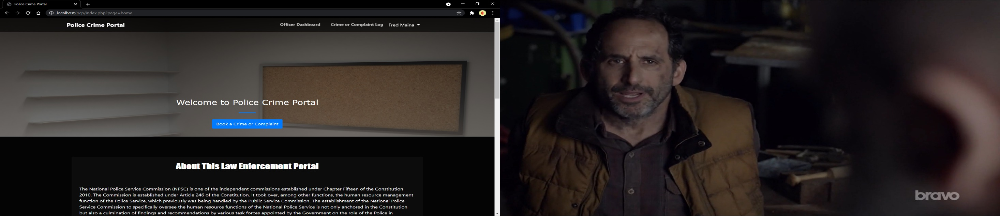 Police Crime Portal
localhost/pcp/index.php?page=home
Police Crime Portal
Officer Dashboard
Crime or Complaint Log
Fred Maina
Welcome to Police Crime Portal
Book a Crime or Complaint
About This Law Enforcement Portal
The National Police Service Commission (NPSC) is one of the independent commissions established under Chapter Fifteen of the Constitution
2010. The Commission is established under Article 246 of the Constitution. It took over, among other functions, the human resource management
function of the Police Service, which previously was being handled by the Public Service Commission. The establishment of the National Police
Service Commission to specifically oversee the human resource functions of the National Police Service is not only anchored in the Constitution
but also a culmination of findings and recommendations by various task forces appointed by the Government on the role of the Police in
bravo